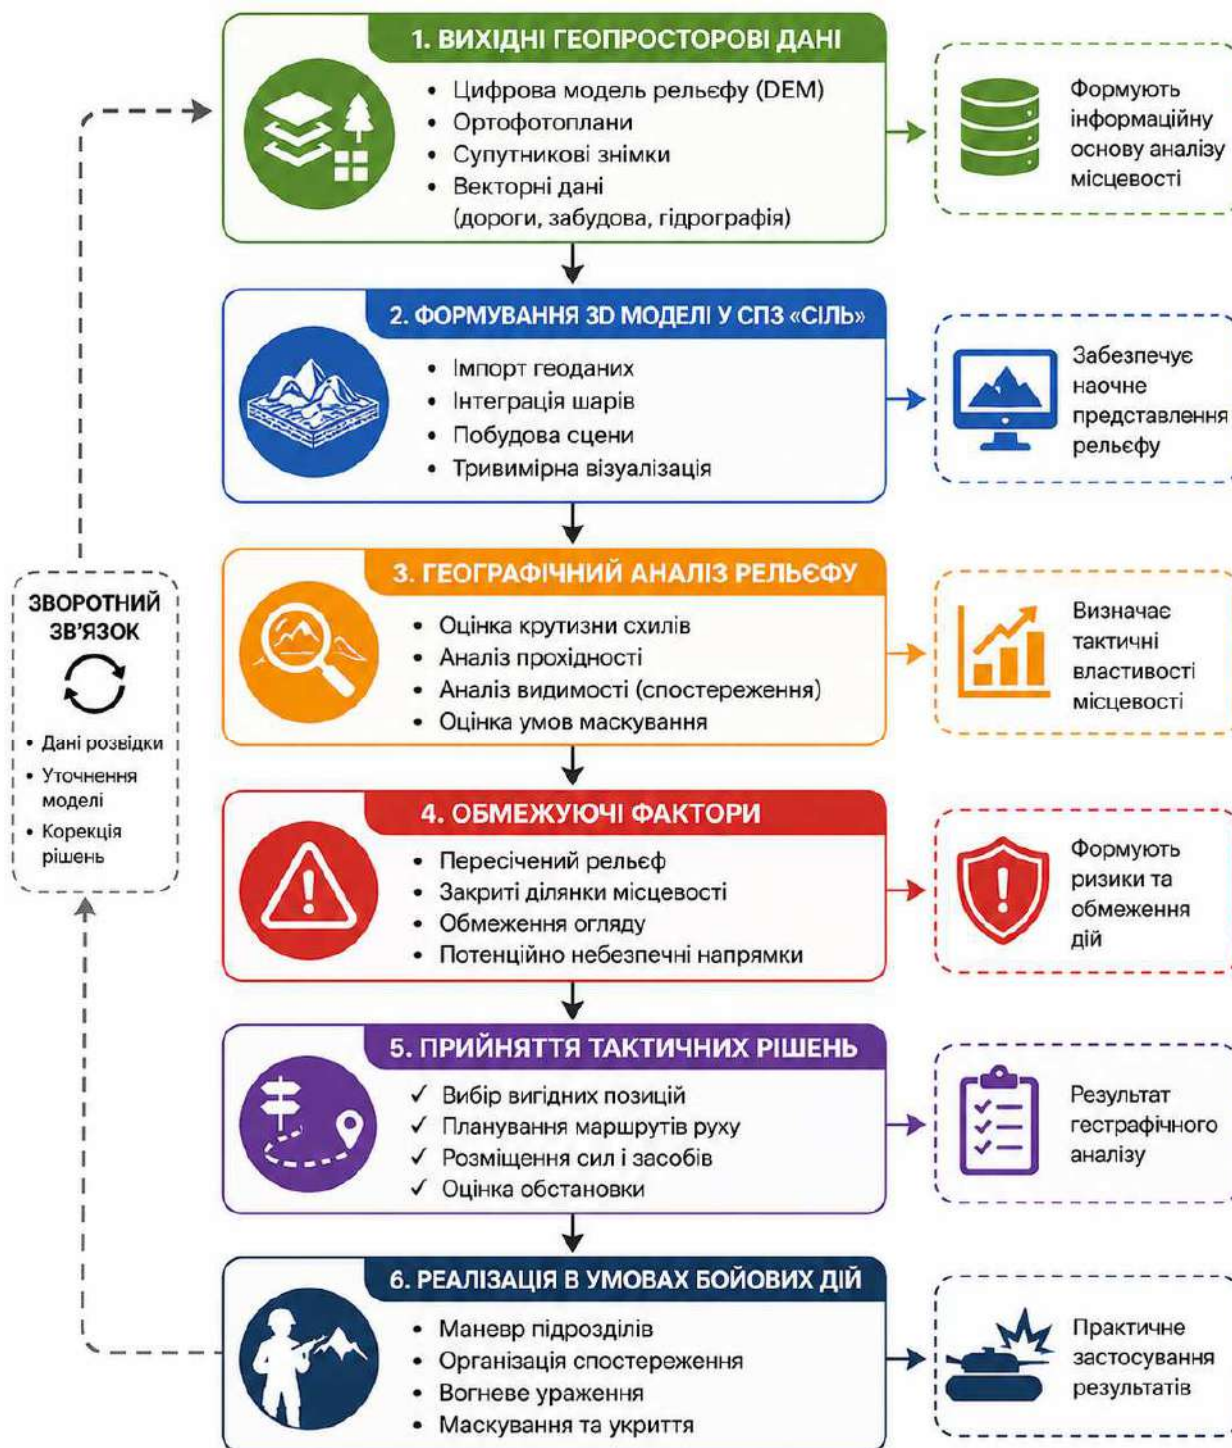 1. ВИХІДНІ ГЕОПРОСТОРОВІ ДАНІ
• Цифрова модель рельєфу (DEM)
• Ортофотоплани
• Супутникові знімки
• Векторні дані
(дороги, забудова, гідрографія)
Формують
інформаційну
основу аналізу
місцевості
2. ФОРМУВАННЯ 3D МОДЕЛІ У СПЗ «СІЛЬ»
• Імпорт геоданих
• Інтеграція шарів
• Побудова сцени
• Тривимірна візуалізація
Забезпечує
наочне
представлення
рельєфу
3. ГЕОГРАФІЧНИЙ АНАЛІЗ РЕЛЬЄФУ
• Оцінка крутизни схилів
• Аналіз прохідності
• Аналіз видимості (спостереження)
• Оцінка умов маскування
Визначає
тактичні
властивості
місцевості
ЗВОРОТНИЙ
ЗВ'ЯЗОК
• Дані розвідки
• Уточнення
моделі
• Корекція
рішень
4. ОБМЕЖУЮЧІ ФАКТОРИ
• Пересічений рельєф
• Закриті ділянки місцевості
• Обмеження огляду
• Потенційно небезпечні напрямки
Формують
ризики та
обмеження
дій
5. ПРИЙНЯТТЯ ТАКТИЧНИХ РІШЕНЬ
✓ Вибір вигідних позицій
✓ Планування маршрутів руху
✓ Розміщення сил і засобів
✓ Оцінка обстановки
Результат
геграфічного
аналізу
6. РЕАЛІЗАЦІЯ В УМОВАХ БОЙОВИХ ДІЙ
• Маневр підрозділів
• Організація спостереження
• Вогневе ураження
• Маскування та укриття
Практичне
застосування
результатів